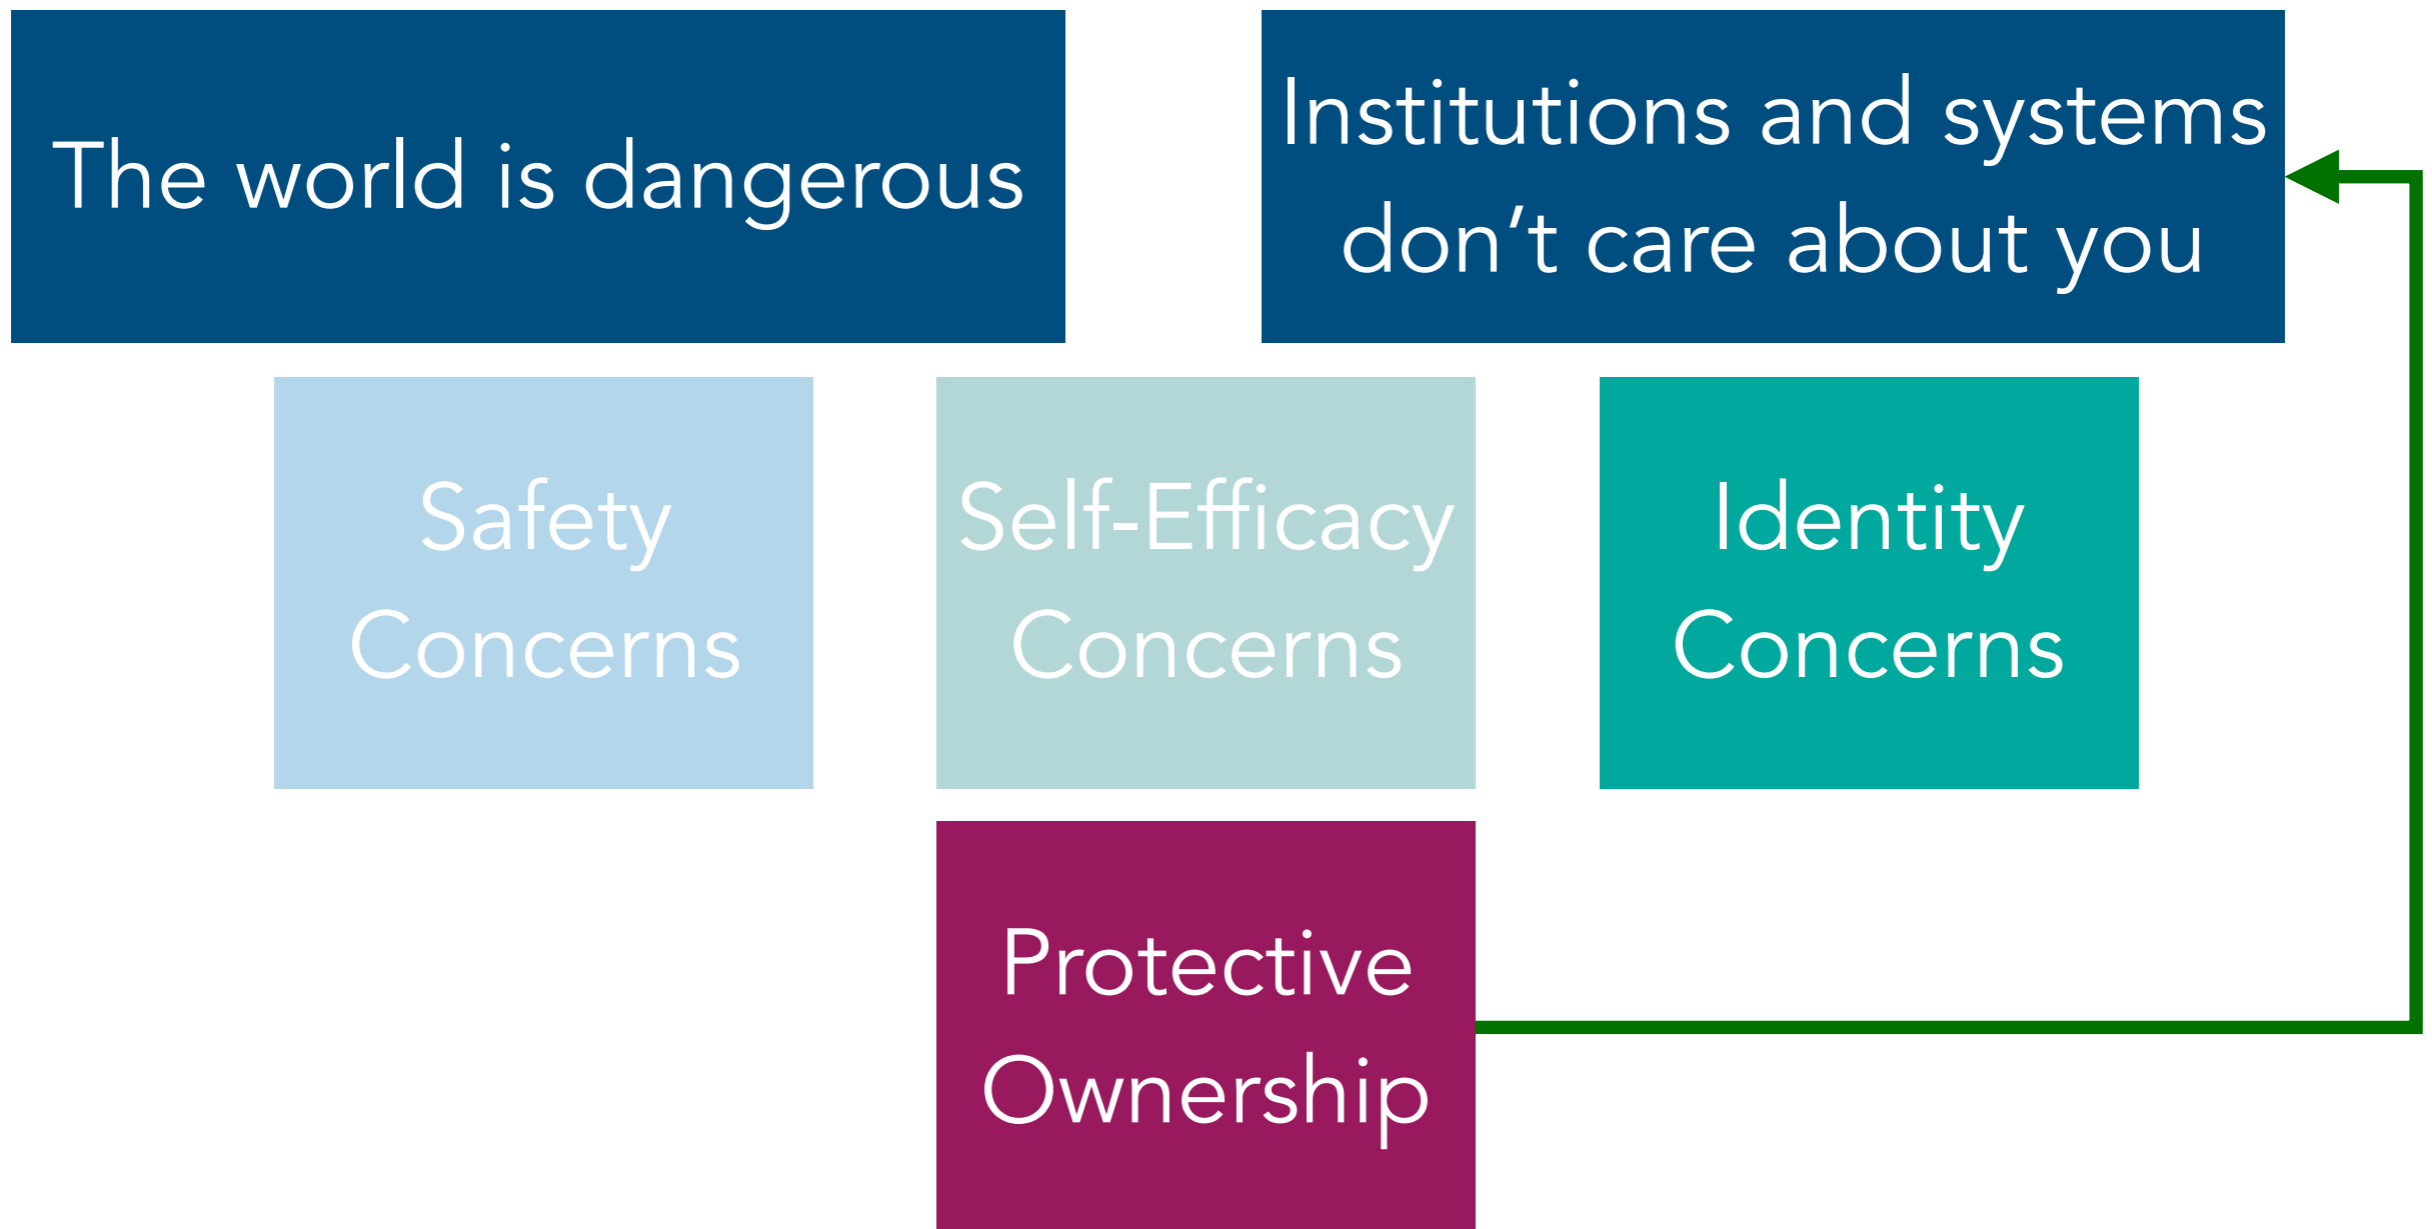 The world is dangerous
Institutions and systems
don’t care about you
Safety
Concerns
Self-Efficacy
Concerns
Identity
Concerns
Protective
Ownership